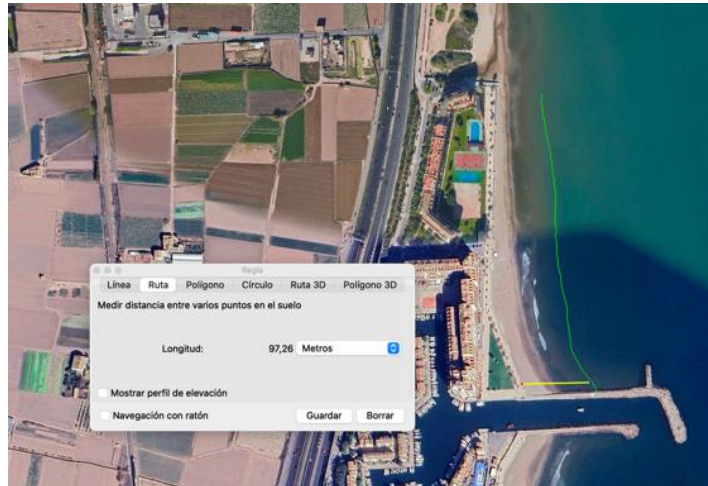 Regla
Línea Ruta Polígono Círculo Ruta 3D Polígono 3D
Medir distancia entre varios puntos en el suelo
Longitud: 97,26 Metros
Mostrar perfil de elevación
Navegación con ratón Guardar Borrar